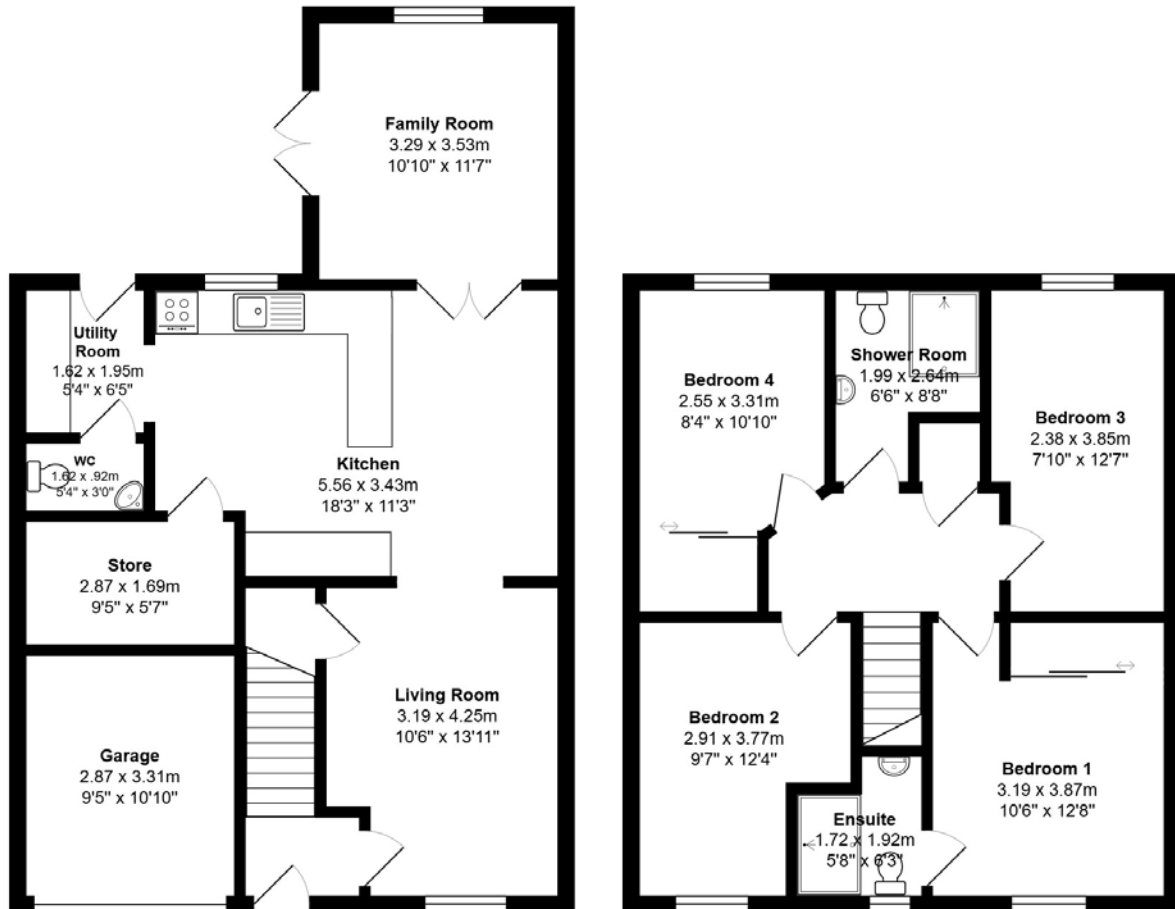 Family Room
3.29 x 3.53m
10'10" x 11'7"
Utility
Room
1.62 x 1.95m
5'4" x 6'5"
WC
1.62 x .92m
5'4" x 3'0"
Kitchen
5.56 x 3.43m
18'3" x 11'3"
Store
2.87 x 1.69m
9'5" x 5'7"
Living Room
3.19 x 4.25m
10'6" x 13'11"
Garage
2.87 x 3.31m
9'5" x 10'10"
Bedroom 4
2.55 x 3.31m
8'4" x 10'10"
Shower Room
1.99 x 2.64m
6'6" x 8'8"
Bedroom 3
2.38 x 3.85m
7'10" x 12'7"
Bedroom 2
2.91 x 3.77m
9'7" x 12'4"
Bedroom 1
3.19 x 3.87m
10'6" x 12'8"
Ensuite
1.72 x 1.92m
5'8" x 6'3"